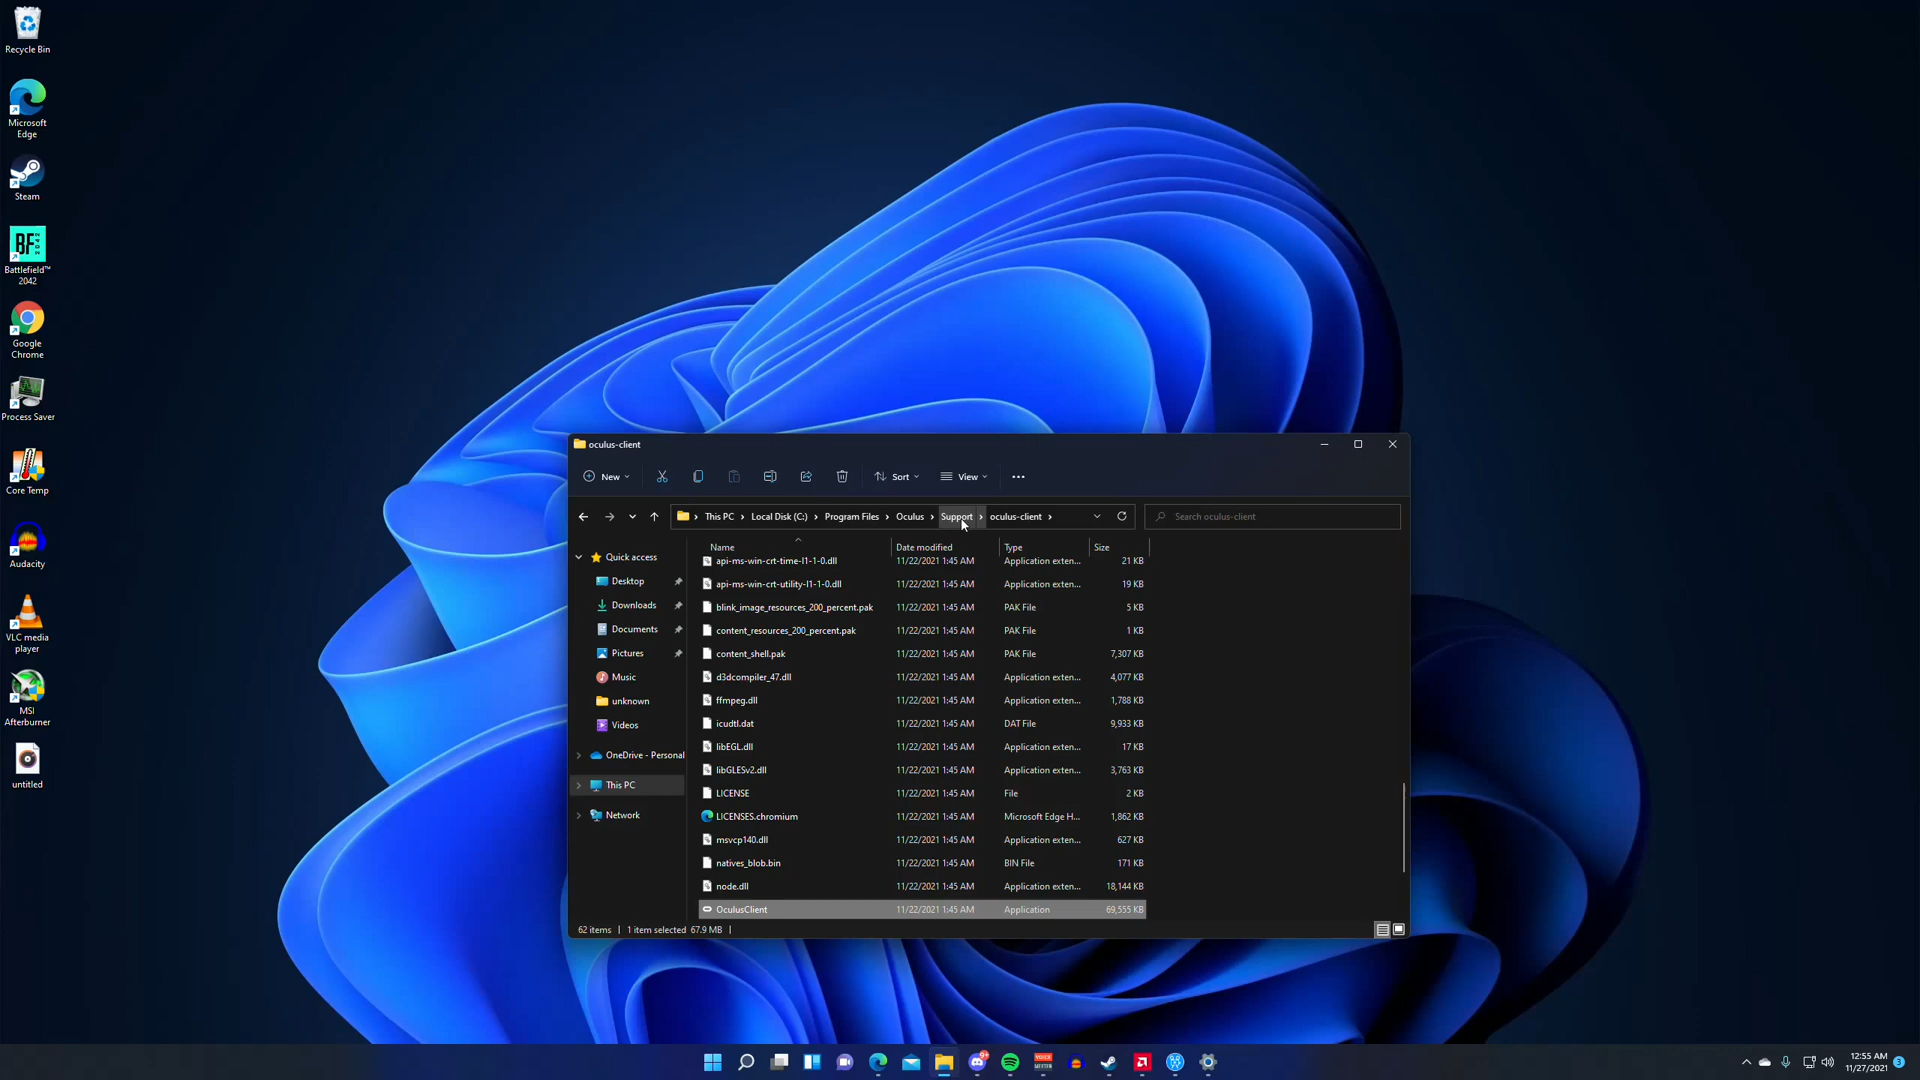 Recycle Bin
Microsoft
Edge
Steam
BF
2042
Battlefield™
2042
Google
Chrome
Process Saver
Core Temp
Audacity
VLC media
player
MSI
Afterburner
untitled
oculus-client
New
Sort
View
This PC
Local Disk (C:)
Program Files
Oculus
Support
oculus-client
Search oculus-client
Name
Date modified
Type
Size
Quick access
Desktop
Downloads
Documents
Pictures
Music
unknown
Videos
OneDrive - Personal
This PC
Network
api-ms-win-crt-time-l1-1-0.dll 11/22/2021 1:45 AM Application exten... 21 KB
api-ms-win-crt-utility-l1-1-0.dll 11/22/2021 1:45 AM Application exten... 19 KB
blink_image_resources_200_percent.pak 11/22/2021 1:45 AM PAK File 5 KB
content_resources_200_percent.pak 11/22/2021 1:45 AM PAK File 1 KB
content_shell.pak 11/22/2021 1:45 AM PAK File 7,307 KB
d3dcompiler_47.dll 11/22/2021 1:45 AM Application exten... 4,077 KB
ffmpeg.dll 11/22/2021 1:45 AM Application exten... 1,788 KB
icudtl.dat 11/22/2021 1:45 AM DAT File 9,933 KB
libEGL.dll 11/22/2021 1:45 AM Application exten... 17 KB
libGLESv2.dll 11/22/2021 1:45 AM Application exten... 3,763 KB
LICENSE 11/22/2021 1:45 AM File 2 KB
LICENSES.chromium 11/22/2021 1:45 AM Microsoft Edge H... 1,862 KB
msvcp140.dll 11/22/2021 1:45 AM Application exten... 627 KB
natives_blob.bin 11/22/2021 1:45 AM BIN File 171 KB
node.dll 11/22/2021 1:45 AM Application exten... 18,144 KB
OculusClient 11/22/2021 1:45 AM Application 69,555 KB
62 items
1 item selected 67.9 MB
9+
VOICE
MEETER
12:55 AM
11/27/2021
3